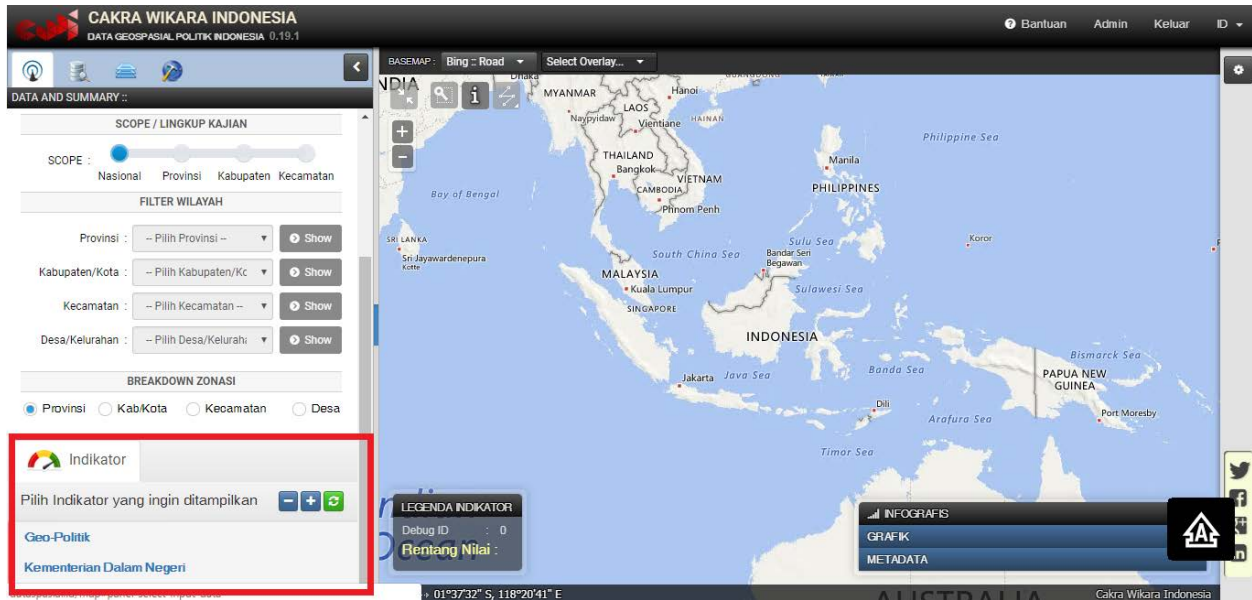 CAKRA WIKARA INDONESIA
DATA GEOSPASIAL POLITIK INDONESIA 0.19.1
Bantuan Admin Keluar ID
BASEMAP : Bing :: Road Select Overlay...
DATA AND SUMMARY ::
SCOPE / LINGKUP KAJIAN
SCOPE :
Nasional Provinsi Kabupaten Kecamatan
FILTER WILAYAH
Provinsi : -- Pilih Provinsi -- Show
Kabupaten/Kota : -- Pilih Kabupaten/Kc Show
Kecamatan : -- Pilih Kecamatan -- Show
Desa/Kelurahan : -- Pilih Desa/Kelurah Show
BREAKDOWN ZONASI
Provinsi Kab/Kota Kecamatan Desa
Indikator
Pilih Indikator yang ingin ditampilkan
Geo-Politik
Kementerian Dalam Negeri
NDIA
Dhaka
MYANMAR
Hanoi
LAOS
Naypyidaw
Vientiane
HAINAN
Philippine Sea
THAILAND
Bangkok
VIETNAM
Manila
CAMBODIA
PHILIPPINES
Bay of Bengal
Phnom Penh
SRI LANKA
Sri Jayawardenepura
Kotte
South China Sea
Sulu Sea
Koror
Bandar Seri
Begawan
MALAYSIA
Kuala Lumpur
Sulawesi Sea
SINGAPORE
INDONESIA
Bismarck Sea
Jakarta
Java Sea
Banda Sea
PAPUA NEW
GUINEA
Dili
Port Moresby
Arafura Sea
Timor Sea
Ocean
LEGENDA INDIKATOR
Debug ID : 0
Rentang Nilai :
INFOGRAFIS
GRAFIK
METADATA
01°37'32" S, 118°20'41" E
AUSTRALIA
Cakra Wikara Indonesia